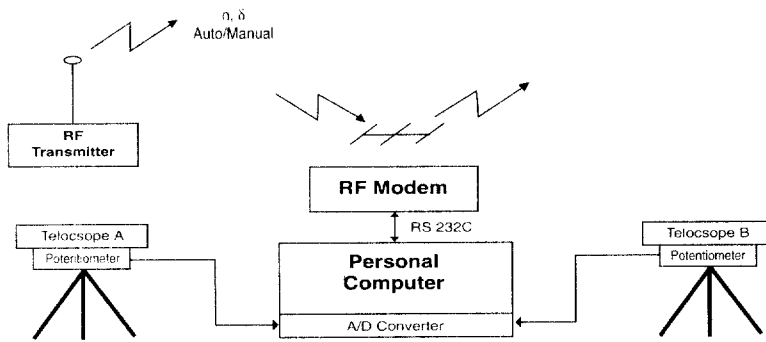 n, δ
Auto/Manual
RF
Transmitter
RF Modem
RS 232C
Telocsope A
Potentiometer
Personal
Computer
A/D Converter
Telocsope B
Potentiometer